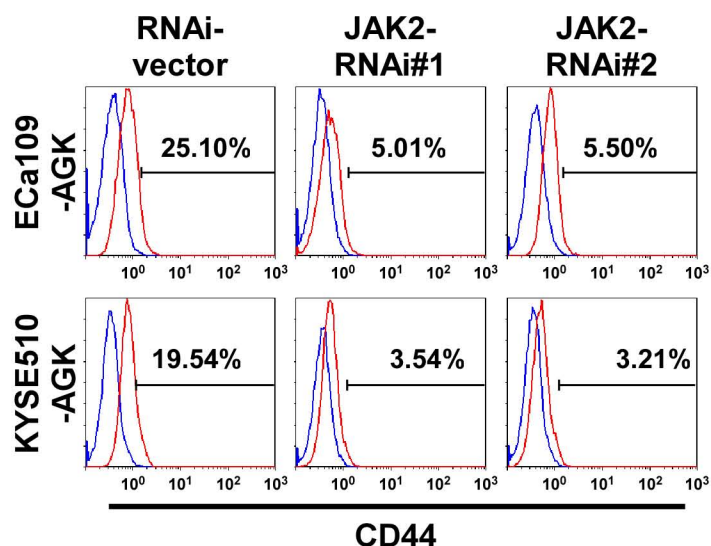 RNAi-
vector
JAK2-
RNAi#1
JAK2-
RNAi#2
ECa109
-AGK
25.10%
5.01%
5.50%
10⁰ 10¹ 10² 10³
10⁰ 10¹ 10² 10³
10⁰ 10¹ 10² 10³
KYSE510
-AGK
19.54%
3.54%
3.21%
10⁰ 10¹ 10² 10³
10⁰ 10¹ 10² 10³
10⁰ 10¹ 10² 10³
CD44